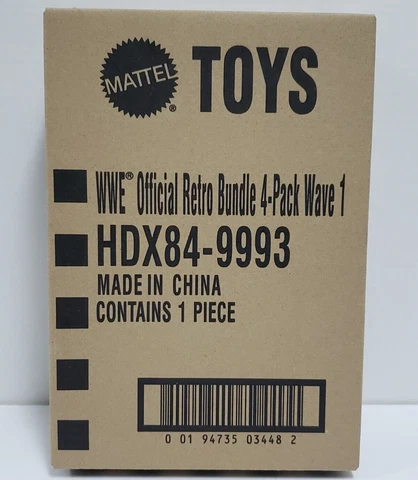 MATTEL
®
TOYS
WWE® Official Retro Bundle 4-Pack Wave 1
HDX84-9993
MADE IN CHINA
CONTAINS 1 PIECE
0 01 94735 03448 2